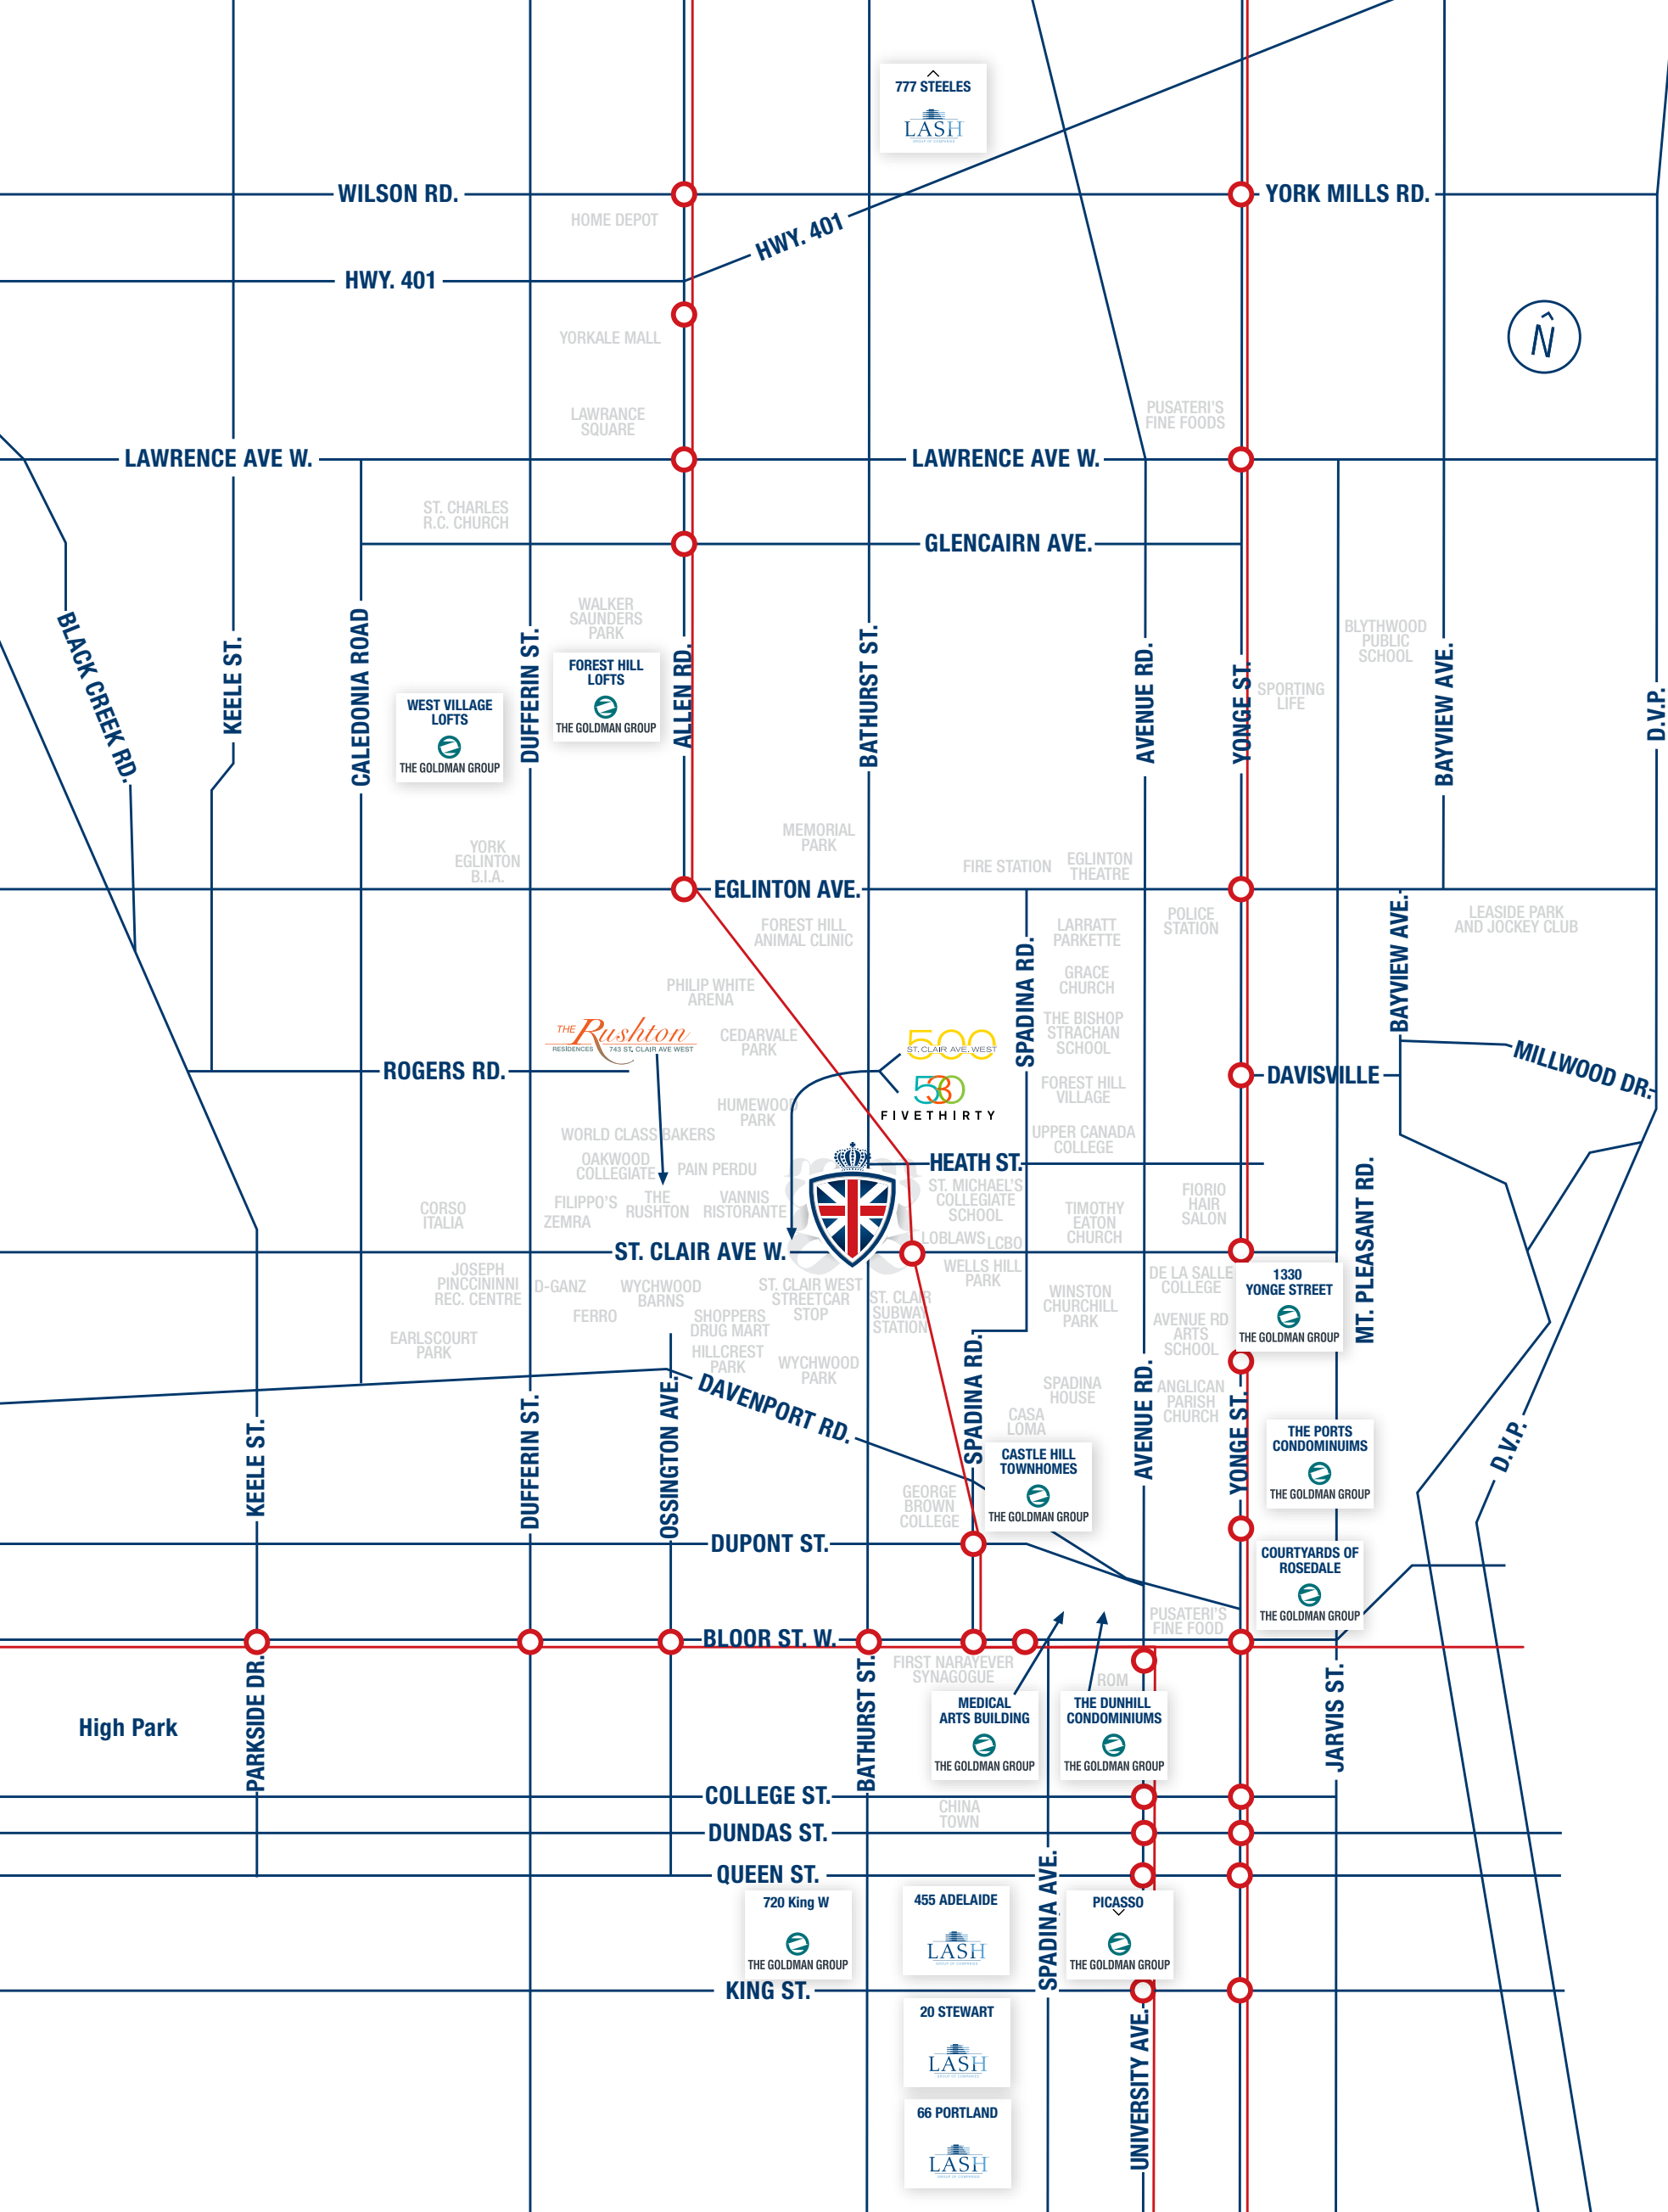 777 STEELES
LASH
GROUP OF COMPANIES
WILSON RD.
YORK MILLS RD.
HOME DEPOT
HWY. 401
HWY. 401
N
YORKALE MALL
LAWRANCE
SQUARE
PUSATERI'S
FINE FOODS
LAWRENCE AVE W.
LAWRENCE AVE W.
ST. CHARLES
R.C. CHURCH
GLENCAIRN AVE.
WALKER
SAUNDERS
PARK
BLYTHWOOD
PUBLIC
SCHOOL
BLACK CREEK RD.
KEELE ST.
CALEDONIA ROAD
DUFFERIN ST.
ALLEN RD.
BATHURST ST.
AVENUE RD.
YONGE ST.
BAYVIEW AVE.
D.V.P.
FOREST HILL
LOFTS
THE GOLDMAN GROUP
WEST VILLAGE
LOFTS
THE GOLDMAN GROUP
SPORTING
LIFE
MEMORIAL
PARK
YORK
EGLINTON
B.I.A.
FIRE STATION
EGLINTON
THEATRE
EGLINTON AVE.
FOREST HILL
ANIMAL CLINIC
LARRATT
PARKETTE
POLICE
STATION
LEASIDE PARK
AND JOCKEY CLUB
SPADINA RD.
BAYVIEW AVE.
PHILIP WHITE
ARENA
GRACE
CHURCH
THE Rushton
RESIDENCES 743 ST. CLAIR AVE WEST
CEDARVALE
PARK
500
ST. CLAIR AVE. WEST
THE BISHOP
STRACHAN
SCHOOL
ROGERS RD.
DAVISVILLE
MILLWOOD DR.
530
FIVETHIRTY
FOREST HILL
VILLAGE
HUMEWOOD
PARK
WORLD CLASS BAKERS
UPPER CANADA
COLLEGE
OAKWOOD
COLLEGIATE
PAIN PERDU
HEATH ST.
ST. MICHAEL'S
COLLEGIATE
SCHOOL
CORSO
ITALIA
FILIPPO'S
ZEMRA
THE
RUSHTON
VANNIS
RISTORANTE
TIMOTHY
EATON
CHURCH
FIORIO
HAIR
SALON
MT. PLEASANT RD.
LOBLAWS
LCBO
ST. CLAIR AVE W.
WELLS HILL
PARK
JOSEPH
PINCCININNI
REC. CENTRE
D-GANZ
WYCHWOOD
BARNS
ST. CLAIR WEST
STREETCAR
STOP
ST. CLAIR
SUBWAY
STATION
DE LA SALLE
COLLEGE
1330
YONGE STREET
THE GOLDMAN GROUP
WINSTON
CHURCHILL
PARK
FERRO
SHOPPERS
DRUG MART
AVENUE RD
ARTS
SCHOOL
EARLSCOURT
PARK
HILLCREST
PARK
WYCHWOOD
PARK
DAVENPORT RD.
SPADINA RD.
SPADINA
HOUSE
CASA
LOMA
ANGLICAN
PARISH
CHURCH
KEELE ST.
DUFFERIN ST.
OSSINGTON AVE.
AVENUE RD.
YONGE ST.
THE PORTS
CONDOMINUIMS
THE GOLDMAN GROUP
D.V.P.
CASTLE HILL
TOWNHOMES
THE GOLDMAN GROUP
GEORGE
BROWN
COLLEGE
DUPONT ST.
COURTYARDS OF
ROSEDALE
THE GOLDMAN GROUP
PUSATERI'S
FINE FOOD
BLOOR ST. W.
FIRST NARAYEVER
SYNAGOGUE
ROM
High Park
PARKSIDE DR.
BATHURST ST.
MEDICAL
ARTS BUILDING
THE GOLDMAN GROUP
THE DUNHILL
CONDOMINIUMS
THE GOLDMAN GROUP
JARVIS ST.
COLLEGE ST.
CHINA
TOWN
DUNDAS ST.
QUEEN ST.
720 King W
THE GOLDMAN GROUP
455 ADELAIDE
LASH
GROUP OF COMPANIES
SPADINA AVE.
PICASSO
THE GOLDMAN GROUP
KING ST.
20 STEWART
LASH
GROUP OF COMPANIES
UNIVERSITY AVE.
66 PORTLAND
LASH
GROUP OF COMPANIES